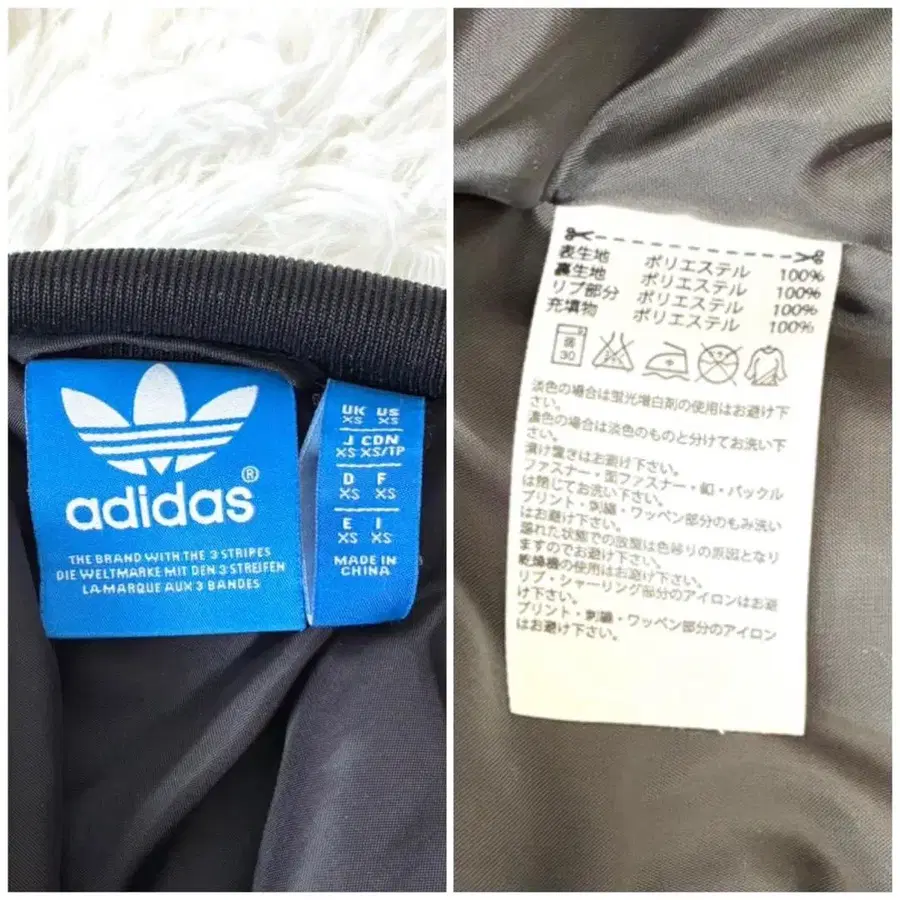 adidas®
THE BRAND WITH THE 3 STRIPES
DIE WELTMARKE MIT DEN 3 STREIFEN
LA MARQUE AUX 3 BANDES
UK US
XS XS
J CDN
XS XS/TP
D F
XS XS
E I
XS XS
MADE IN
CHINA
表生地 ポリエステル 100%
裏生地 ポリエステル 100%
リブ部分 ポリエステル 100%
充填物 ポリエステル 100%
30
淡色の場合は蛍光増白剤の使用はお避け下
さい。
濃色の場合は淡色のものと分けてお洗い下
さい。
漬け置きはお避け下さい。
ファスナー・面ファスナー・釦・バックル
は閉じてお洗い下さい。
プリント・刺繍・ワッペン部分のもみ洗い
はお避け下さい。
濡れた状態での放置は色移りの原因となり
ますのでお避け下さい。
乾燥機の使用はお避け下さい。
リブ・シャーリング部分のアイロンはお避
け下さい。
プリント・刺繍・ワッペン部分のアイロン
はお避け下さい。